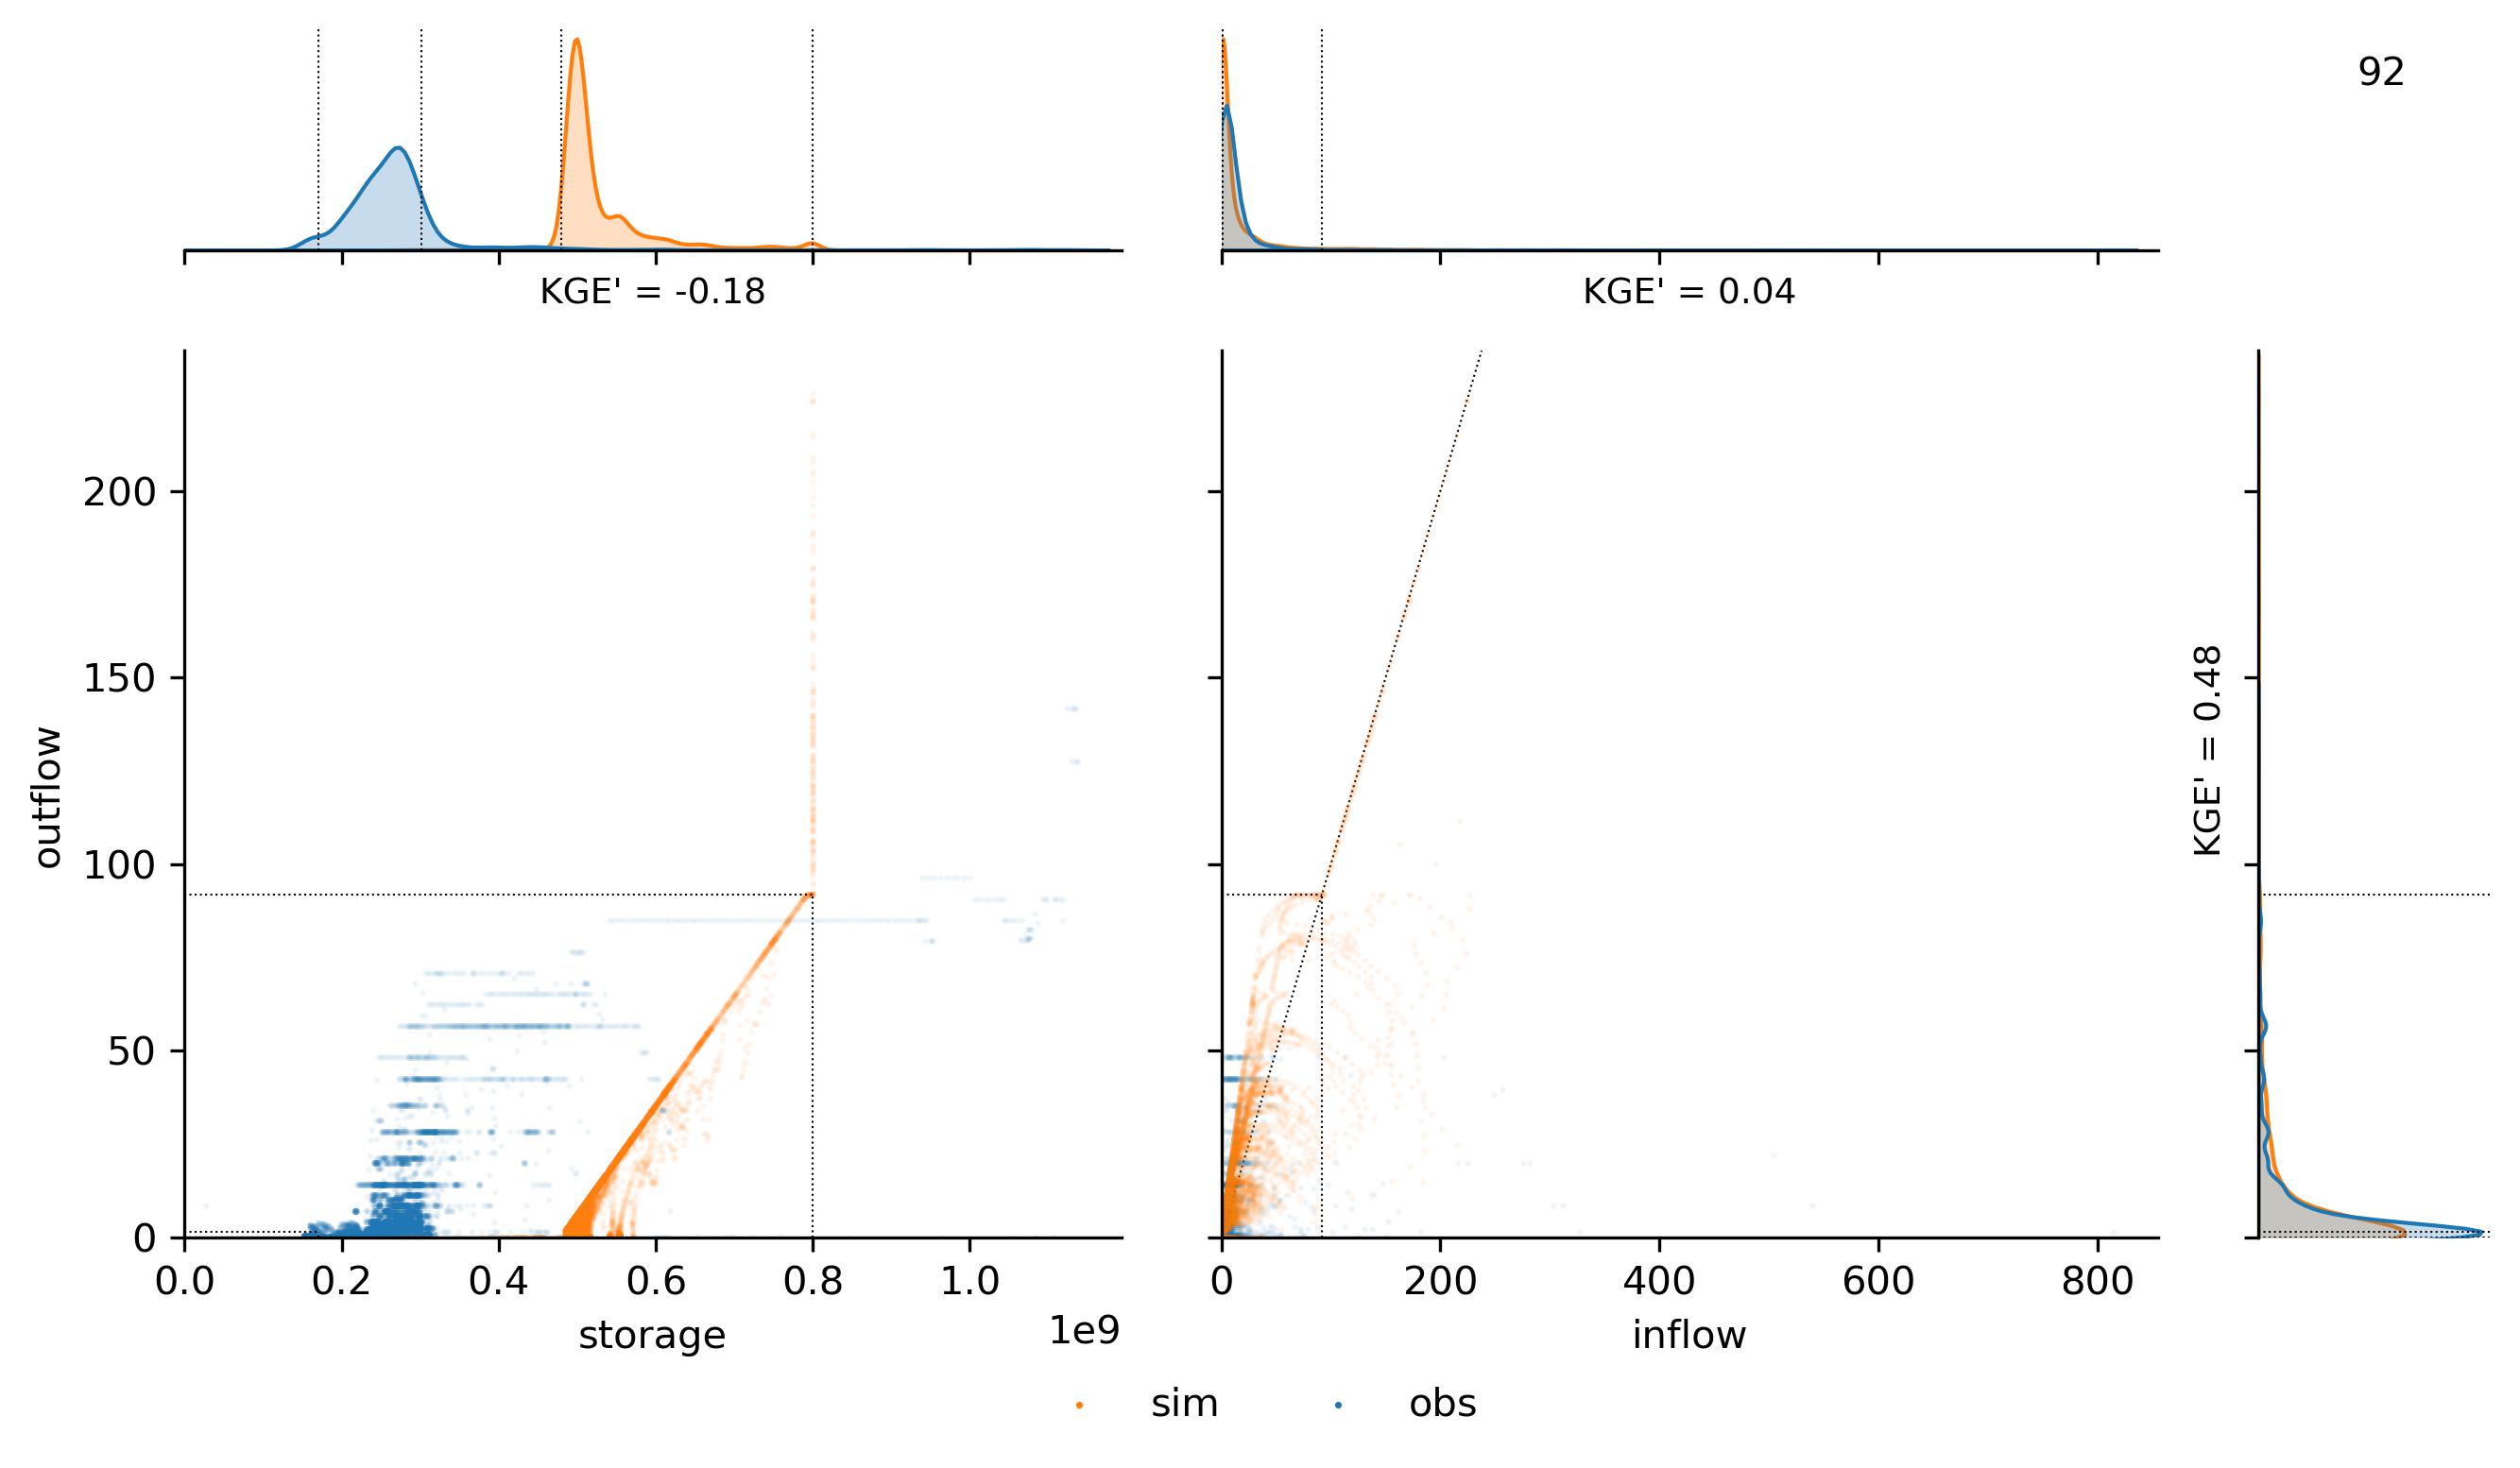 92
KGE' = -0.18
KGE' = 0.04
outflow
200
150
100
50
0
KGE' = 0.48
0.0 0.2 0.4 0.6 0.8 1.0
1e9
storage
0 200 400 600 800
inflow
sim obs